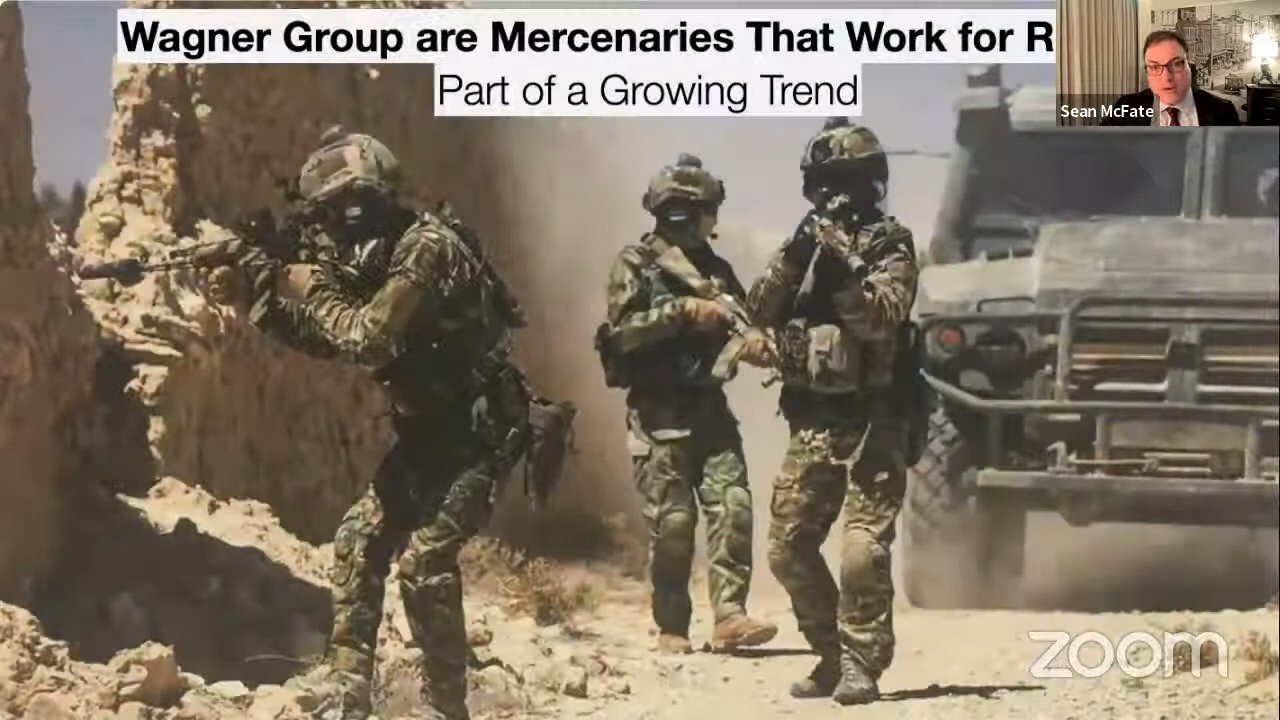 Wagner Group are Mercenaries That Work for R
Part of a Growing Trend
Sean McFate
zoom